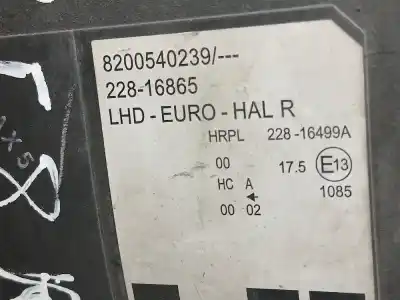 8200540239/---
228-16865
LHD - EURO - HAL R
HRPL 228 -16499A
00 17.5 E13
HC A 1085
00 02